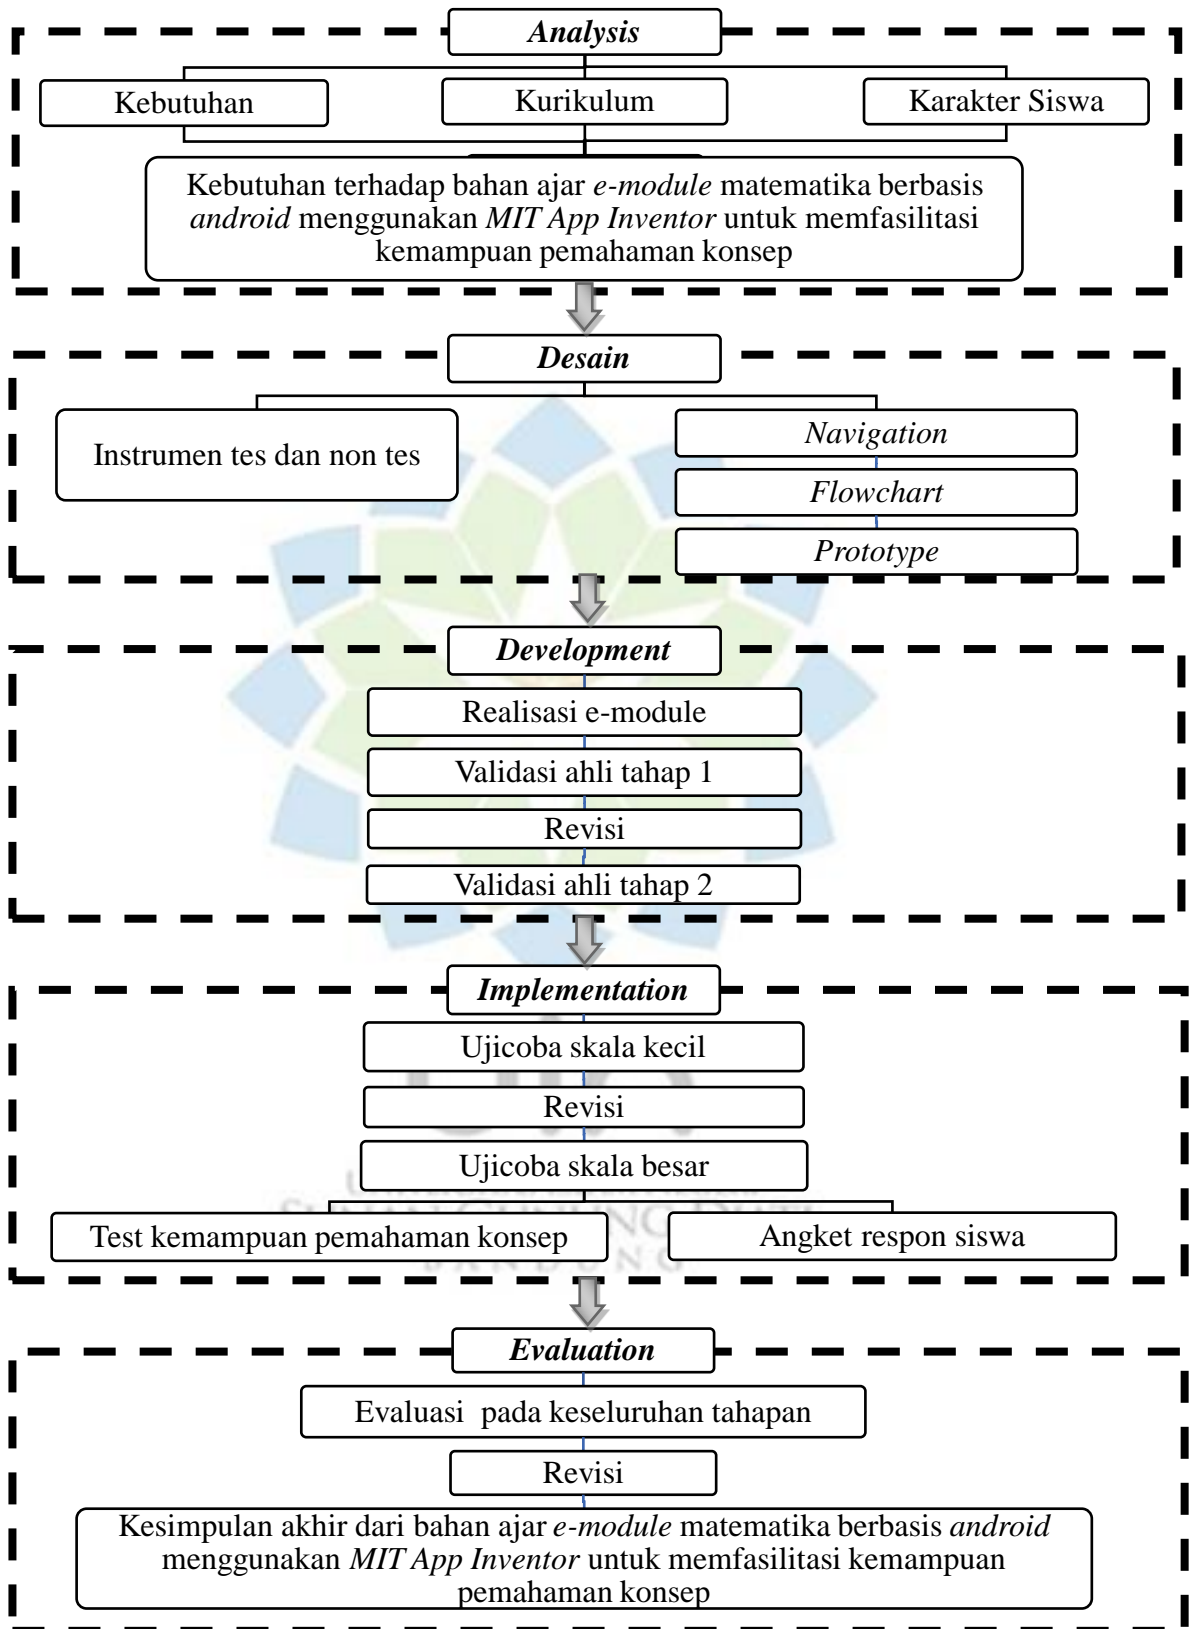 Analysis
Kebutuhan
Kurikulum
Karakter Siswa
Kebutuhan terhadap bahan ajar e-module matematika berbasis
android menggunakan MIT App Inventor untuk memfasilitasi
kemampuan pemahaman konsep
Desain
Instrumen tes dan non tes
Navigation
Flowchart
Prototype
Development
Realisasi e-module
Validasi ahli tahap 1
Revisi
Validasi ahli tahap 2
Implementation
Ujicoba skala kecil
Revisi
Ujicoba skala besar
Test kemampuan pemahaman konsep
Angket respon siswa
BANDUNG
Evaluation
Evaluasi pada keseluruhan tahapan
Revisi
Kesimpulan akhir dari bahan ajar e-module matematika berbasis android
menggunakan MIT App Inventor untuk memfasilitasi kemampuan
pemahaman konsep